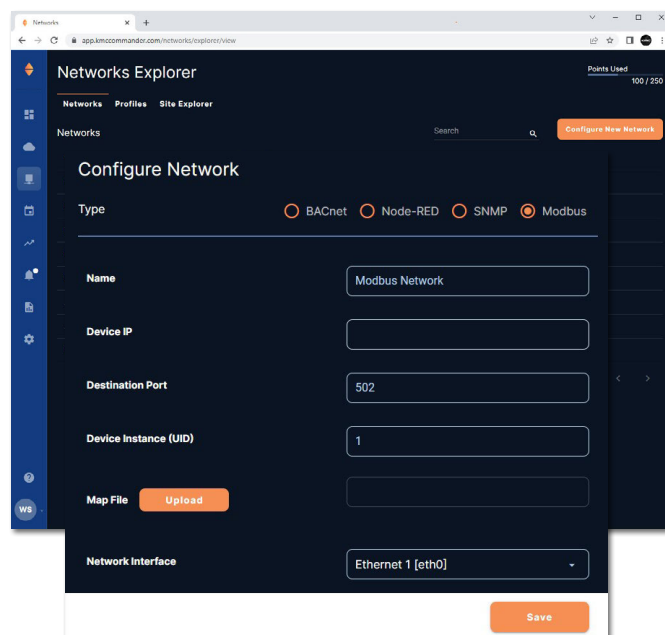 Networks
app.kmccommander.com/networks/explorer/view
Networks Explorer
Points Used
100 / 250
Networks Profiles Site Explorer
Networks
Search
Configure New Network
Configure Network
Type
BACnet
Node-RED
SNMP
Modbus
Name
Modbus Network
Device IP
Destination Port
502
Device Instance (UID)
1
Map File
Upload
Network Interface
Ethernet 1 [eth0]
Save
WS